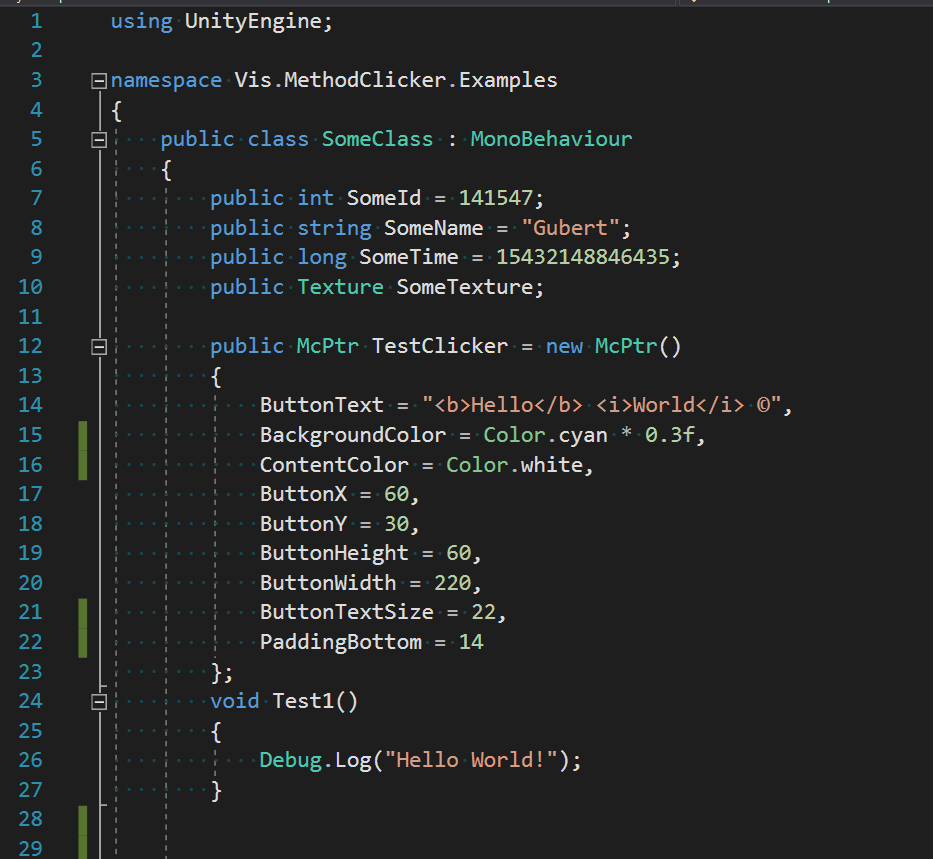 1 using UnityEngine;
2
3 namespace Vis.MethodClicker.Examples
4 {
5 public class SomeClass : MonoBehaviour
6 {
7 public int SomeId = 141547;
8 public string SomeName = "Gubert";
9 public long SomeTime = 15432148846435;
10 public Texture SomeTexture;
11
12 public McPtr TestClicker = new McPtr()
13 {
14 ButtonText = "<b>Hello</b> <i>World</i> ©",
15 BackgroundColor = Color.cyan * 0.3f,
16 ContentColor = Color.white,
17 ButtonX = 60,
18 ButtonY = 30,
19 ButtonHeight = 60,
20 ButtonWidth = 220,
21 ButtonTextSize = 22,
22 PaddingBottom = 14
23 };
24 void Test1()
25 {
26 Debug.Log("Hello World!");
27 }
28
29